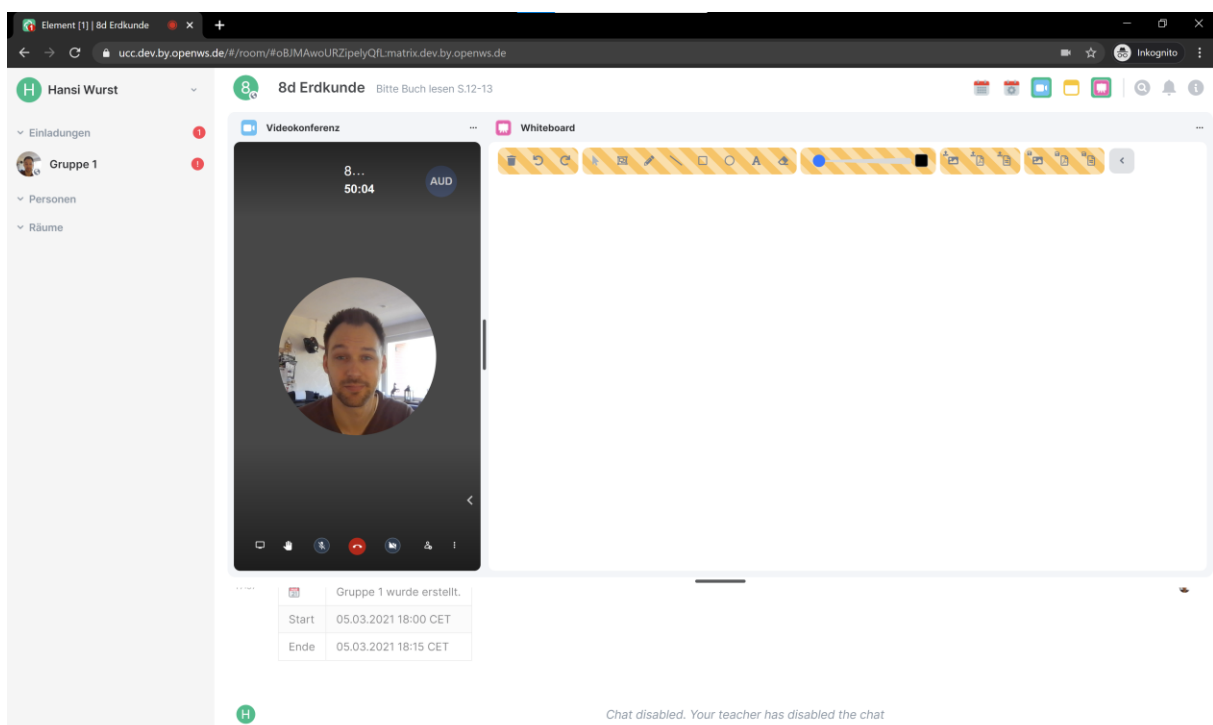 Element [1] | 8d Erdkunde
ucc.dev.by.openws.de/#/room/#oBJMAwoURZipelyQfL:matrix.dev.by.openws.de
Inkognito
H Hansi Wurst
8 8d Erdkunde Bitte Buch lesen S.12-13
Einladungen 1
Gruppe 1 !
Personen
Räume
Videokonferenz
Whiteboard
8...
50:04
AUD
A
Gruppe 1 wurde erstellt.
Start 05.03.2021 18:00 CET
Ende 05.03.2021 18:15 CET
H Chat disabled. Your teacher has disabled the chat